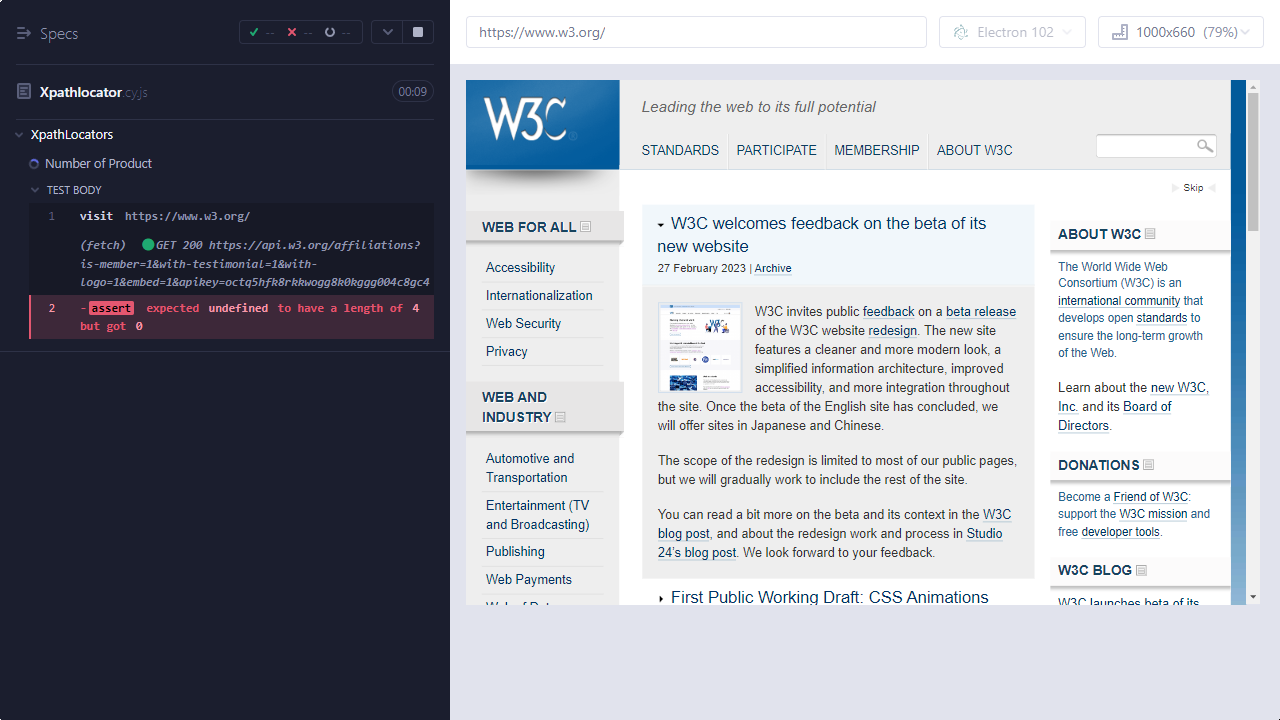 Specs
-- -- --
Xpathlocator.cy.js 00:09
XpathLocators
Number of Product
TEST BODY
1 visit https://www.w3.org/
(fetch) GET 200 https://api.w3.org/affiliations?
is-member=1&with-testimonial=1&with-
logo=1&embed=1&apikey=octq5hfk8rkkwogg8k0kggg004c8gc4
2 -assert expected undefined to have a length of 4
but got 0
https://www.w3.org/
Electron 102
1000x660 (79%)
W3C®
Leading the web to its full potential
STANDARDS PARTICIPATE MEMBERSHIP ABOUT W3C
Skip
WEB FOR ALL
Accessibility
Internationalization
Web Security
Privacy
WEB AND
INDUSTRY
Automotive and
Transportation
Entertainment (TV
and Broadcasting)
Publishing
Web Payments
Web of Data
W3C welcomes feedback on the beta of its
new website
27 February 2023 | Archive
W3C invites public feedback on a beta release
of the W3C website redesign. The new site
features a cleaner and more modern look, a
simplified information architecture, improved
accessibility, and more integration throughout
the site. Once the beta of the English site has concluded, we
will offer sites in Japanese and Chinese.
The scope of the redesign is limited to most of our public pages,
but we will gradually work to include the rest of the site.
You can read a bit more on the beta and its context in the W3C
blog post, and about the redesign work and process in Studio
24's blog post. We look forward to your feedback.
First Public Working Draft: CSS Animations
ABOUT W3C
The World Wide Web
Consortium (W3C) is an
international community that
develops open standards to
ensure the long-term growth
of the Web.
Learn about the new W3C,
Inc. and its Board of
Directors.
DONATIONS
Become a Friend of W3C:
support the W3C mission and
free developer tools.
W3C BLOG
W3C launches beta of its